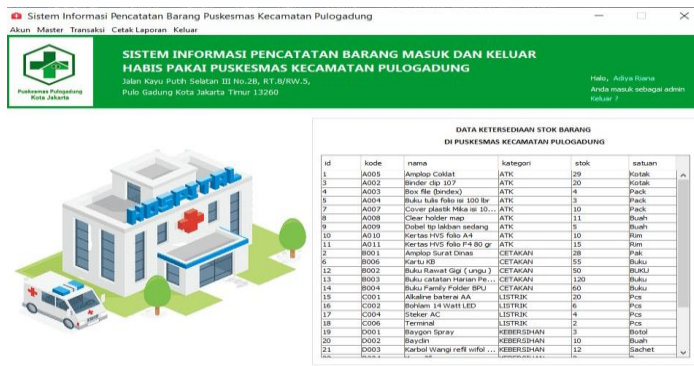 Sistem Informasi Pencatatan Barang Puskesmas Kecamatan Pulogadung
Akun Master Transaksi Cetak Laporan Keluar
Puskesmas Pulogadung
Kota Jakarta
SISTEM INFORMASI PENCATATAN BARANG MASUK DAN KELUAR
HABIS PAKAI PUSKESMAS KECAMATAN PULOGADUNG
Jalan Kayu Putih Selatan III No.2B, RT.8/RW.5,
Pulo Gadung Kota Jakarta Timur 13260
Halo, Adiya Riana
Anda masuk sebagai admin
Keluar ?
HOSPITAL
DATA KETERSEDIAAN STOK BARANG
DI PUSKESMAS KECAMATAN PULOGADUNG
id kode nama kategori stok satuan
1 A005 Amplop Coklat ATK 29 Kotak
3 A002 Binder clip 107 ATK 20 Kotak
4 A003 Box file (bindex) ATK 4 Pack
5 A004 Buku tulis folio isi 100 lbr ATK 3 Pack
7 A007 Cover plastik Mika isi 10... ATK 10 Pack
8 A008 Clear holder map ATK 11 Buah
9 A009 Dobel tip lakban sedang ATK 5 Buah
10 A010 Kertas HVS folio A4 ATK 10 Rim
11 A011 Kertas HVS folio F4 80 gr ATK 15 Rim
2 B001 Amplop Surat Dinas CETAKAN 28 Pak
6 B006 Kartu KB CETAKAN 55 Buku
12 B002 Buku Rawat Gigi ( ungu ) CETAKAN 50 BUKU
13 B003 Buku catatan Harian Pe... CETAKAN 120 Buku
14 B004 Buku Family Folder BPU CETAKAN 60 Buku
15 C001 Alkaline baterai AA LISTRIK 20 Pcs
16 C002 Bohlam 14 Watt LED LISTRIK 6 Pcs
17 C004 Steker AC LISTRIK 4 Pcs
18 C006 Terminal LISTRIK 2 Pcs
19 D001 Baygon Spray KEBERSIHAN 3 Botol
20 D002 Bayclin KEBERSIHAN 10 Buah
21 D003 Karbol Wangi refil wifol ... KEBERSIHAN 12 Sachet